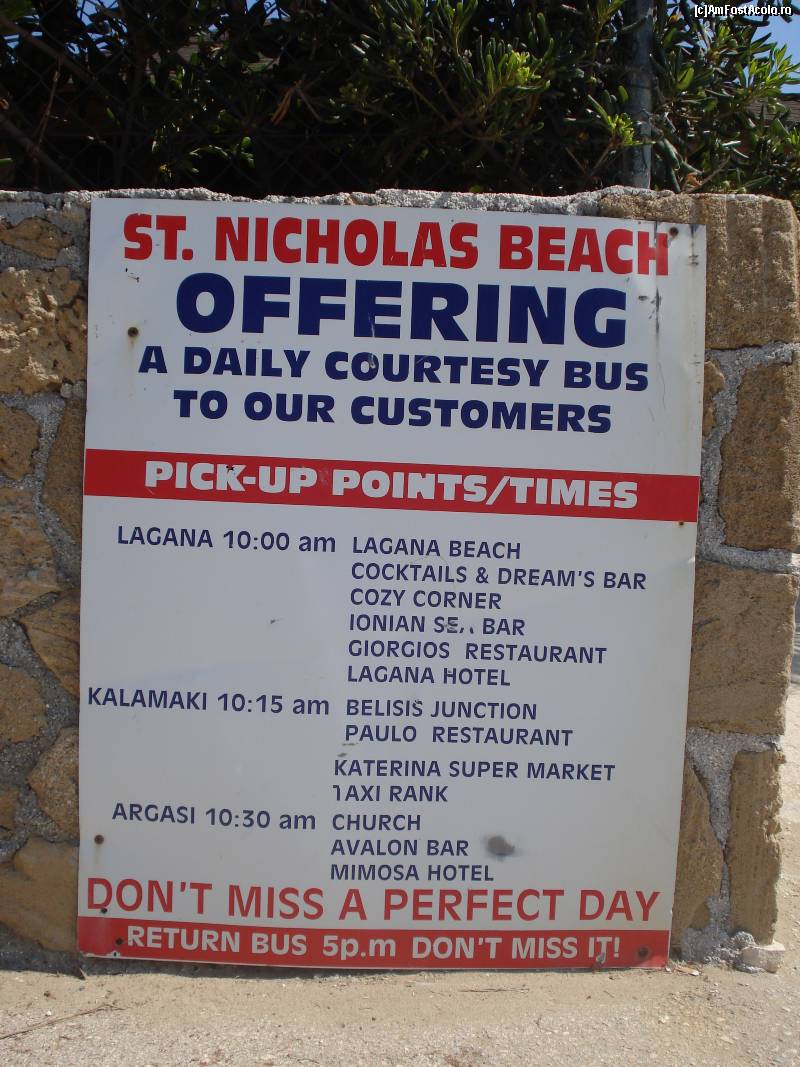 [c]AmFostAcolo.ro
ST. NICHOLAS BEACH
OFFERING
A DAILY COURTESY BUS
TO OUR CUSTOMERS
PICK-UP POINTS/TIMES
LAGANA 10:00 am LAGANA BEACH
COCKTAILS & DREAM'S BAR
COZY CORNER
IONIAN BAR
GIORGIOS RESTAURANT
LAGANA HOTEL
KALAMAKI 10:15 am BELISIS JUNCTION
PAULO RESTAURANT
KATERINA SUPER MARKET
TAXI RANK
ARGASI 10:30 am CHURCH
AVALON BAR
MIMOSA HOTEL
DON'T MISS A PERFECT DAY
RETURN BUS 5p.m DON'T MISS IT!